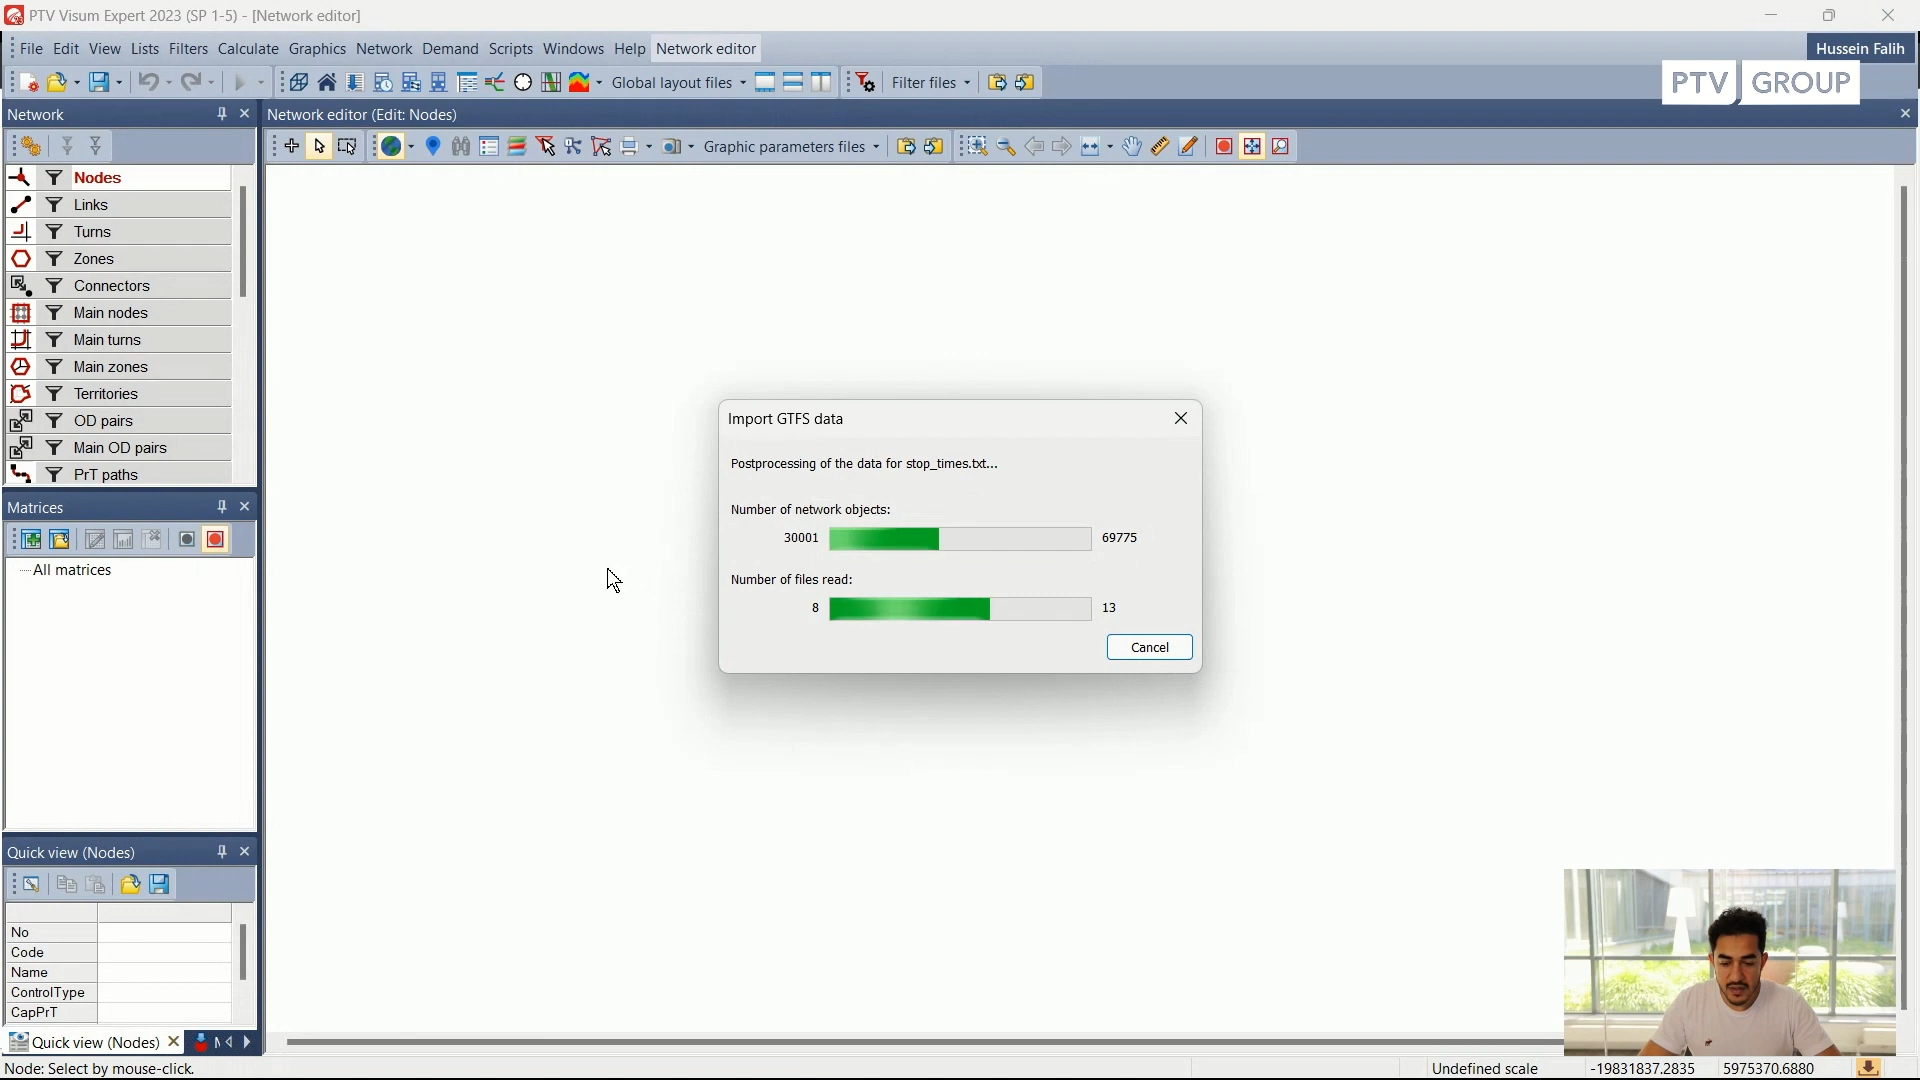 PTV Visum Expert 2023 (SP 1-5) - [Network editor]
File Edit View Lists Filters Calculate Graphics Network Demand Scripts Windows Help Network editor
Hussein Falih
Global layout files
Filter files
PTV GROUP
Network
Network editor (Edit: Nodes)
Graphic parameters files
Nodes
Links
Turns
Zones
Connectors
Main nodes
Main turns
Main zones
Territories
OD pairs
Main OD pairs
PrT paths
Import GTFS data
Postprocessing of the data for stop_times.txt...
Number of network objects:
30001 69775
Number of files read:
8 13
Cancel
Matrices
All matrices
Quick view (Nodes)
No
Code
Name
ControlType
CapPrT
Quick view (Nodes)
Node: Select by mouse-click.
Undefined scale -19831837.2835 5975370.6880